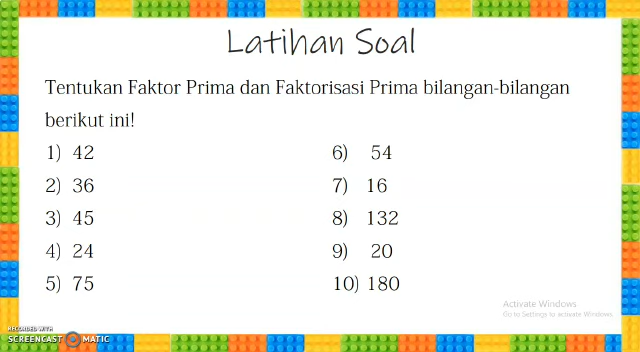 Latihan Soal
Tentukan Faktor Prima dan Faktorisasi Prima bilangan-bilangan
berikut ini!
1) 42
2) 36
3) 45
4) 24
5) 75
6) 54
7) 16
8) 132
9) 20
10) 180
Activate Windows
Go to Settings to activate Windows.
RECORDED WITH
SCREENCAST MATIC